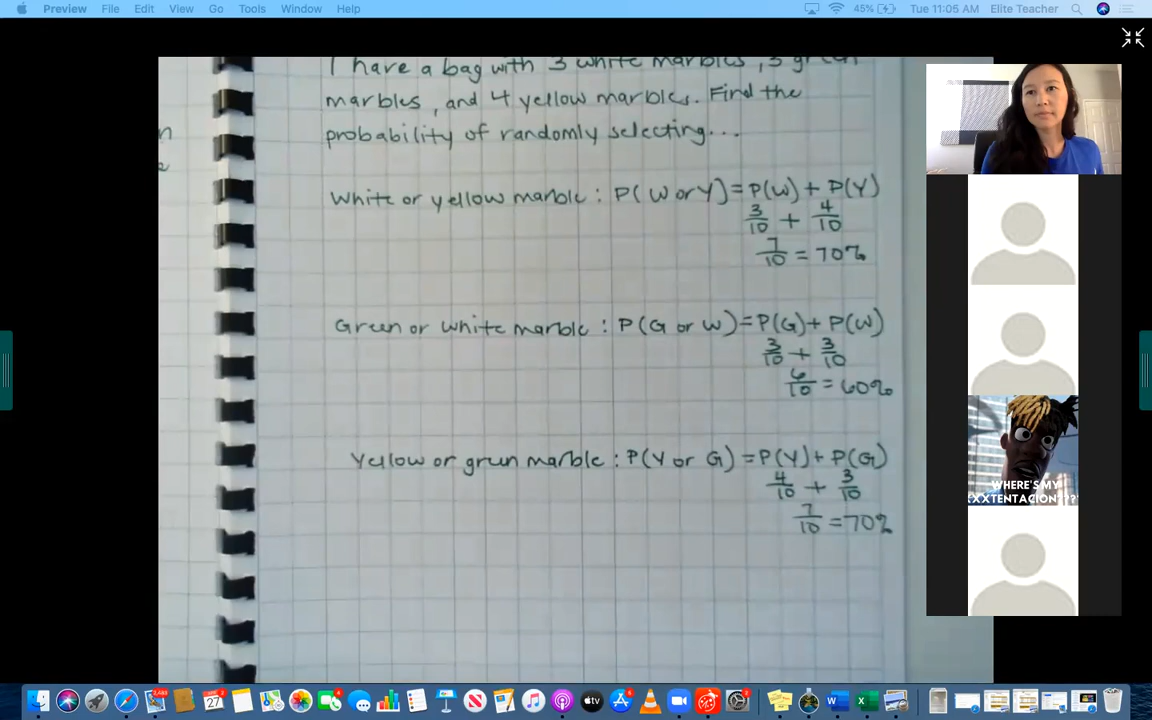 Preview File Edit View Go Tools Window Help 45% Tue 11:05 AM Elite Teacher
I have a bag with 3 white marbles, 3 green
marbles, and 4 yellow marbles. Find the
probability of randomly selecting...
n
e
White or yellow marble: P(W or Y) = P(W) + P(Y)
3/10 + 4/10
7/10 = 70%
Green or white marble: P(G or W) = P(G) + P(W)
3/10 + 3/10
6/10 = 60%
Yellow or green marble: P(Y or G) = P(Y) + P(G)
4/10 + 3/10
7/10 = 70%
WHERE'S MY
XXTENTACION???
27